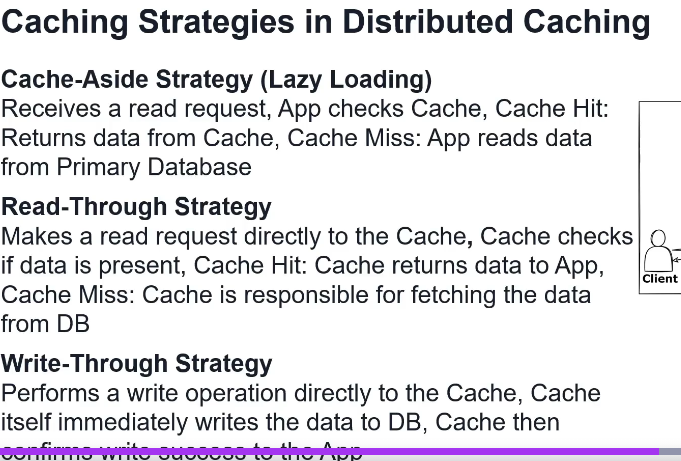 Caching Strategies in Distributed Caching
Cache-Aside Strategy (Lazy Loading)
Receives a read request, App checks Cache, Cache Hit:
Returns data from Cache, Cache Miss: App reads data
from Primary Database
Read-Through Strategy
Makes a read request directly to the Cache, Cache checks
if data is present, Cache Hit: Cache returns data to App,
Cache Miss: Cache is responsible for fetching the data
from DB
Client
Write-Through Strategy
Performs a write operation directly to the Cache, Cache
itself immediately writes the data to DB, Cache then
confirms write success to the App